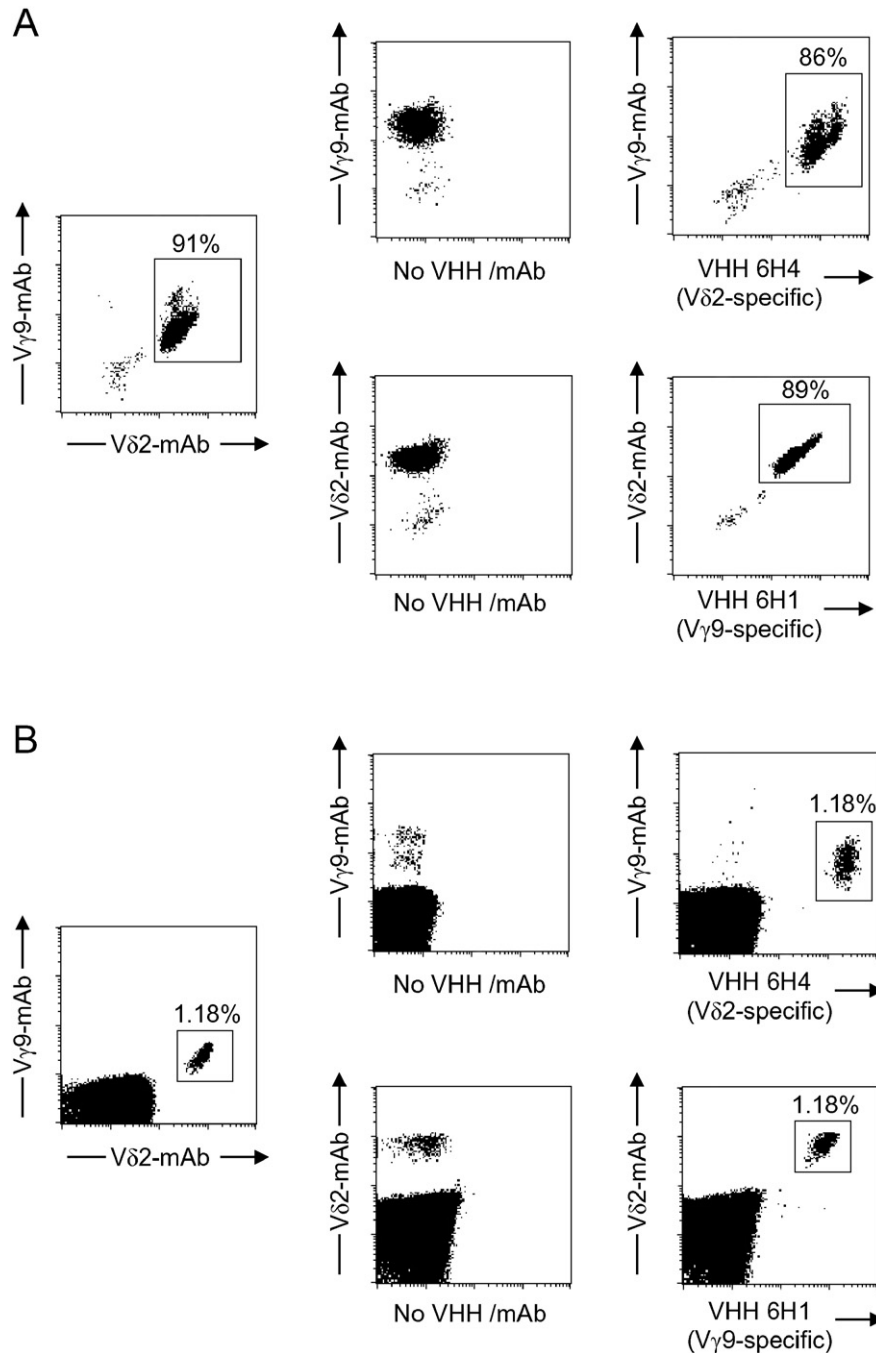 A
Vγ9-mAb
91%
Vδ2-mAb
Vγ9-mAb
No VHH /mAb
Vγ9-mAb
86%
VHH 6H4
(Vδ2-specific)
Vδ2-mAb
No VHH /mAb
Vδ2-mAb
89%
VHH 6H1
(Vγ9-specific)
B
Vγ9-mAb
1.18%
Vδ2-mAb
Vγ9-mAb
No VHH /mAb
Vγ9-mAb
1.18%
VHH 6H4
(Vδ2-specific)
Vδ2-mAb
No VHH /mAb
Vδ2-mAb
1.18%
VHH 6H1
(Vγ9-specific)